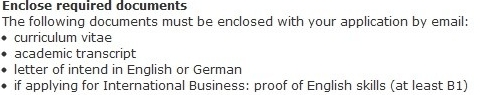 Enclose required documents
The following documents must be enclosed with your application by email:
• curriculum vitae
• academic transcript
• letter of intend in English or German
• if applying for International Business: proof of English skills (at least B1)